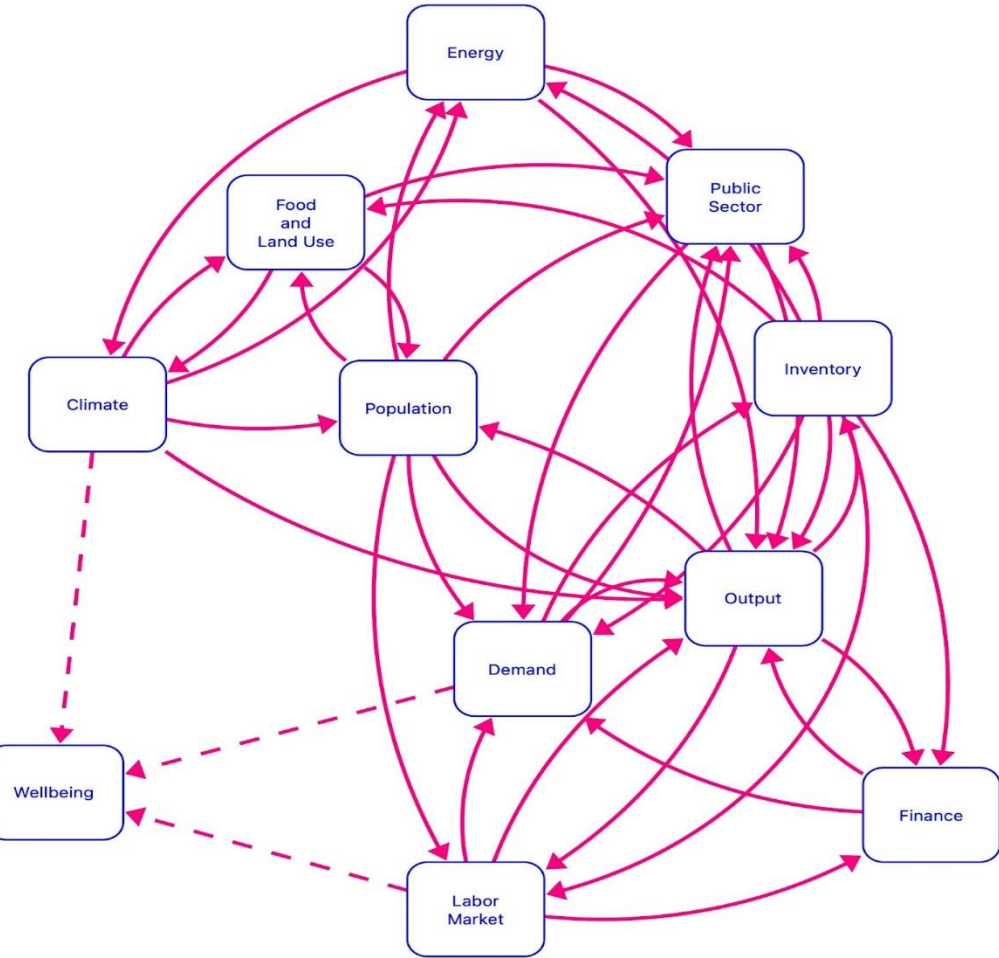 Energy
Public
Sector
Food
and
Land Use
Inventory
Climate
Population
Output
Demand
Wellbeing
Finance
Labor
Market